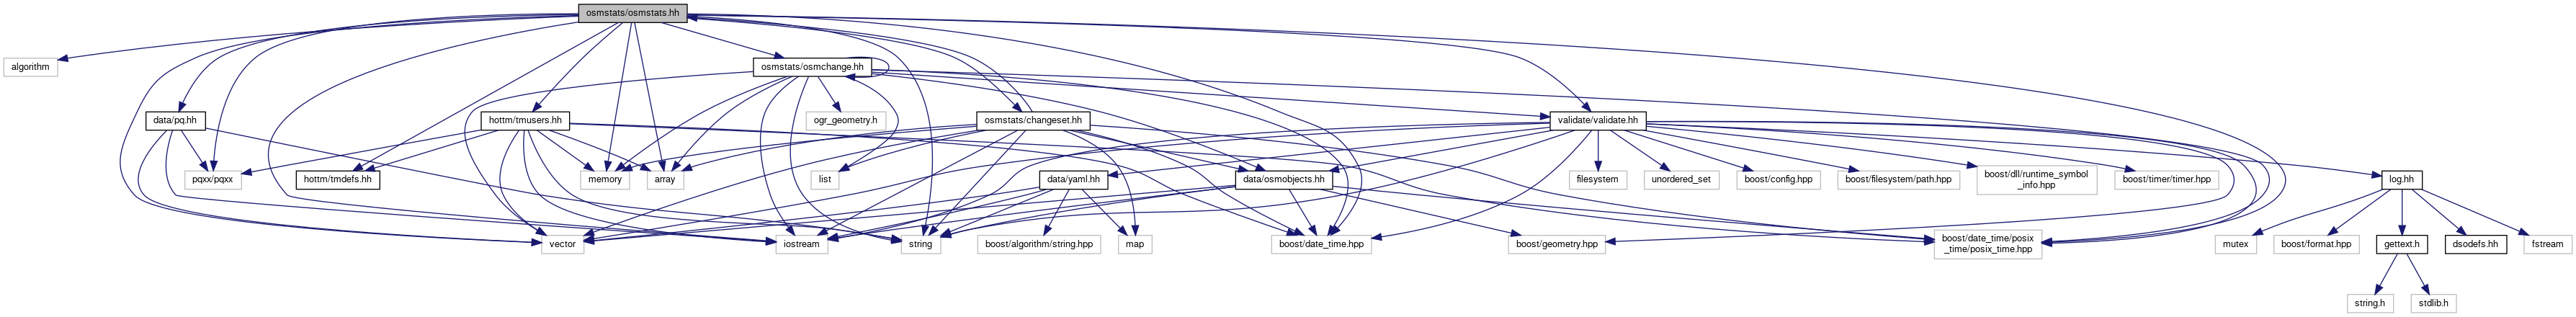 osmstats/osmstats.hh
algorithm
osmstats/osmchange.hh
data/pq.hh
hottm/tmusers.hh
ogr_geometry.h
osmstats/changeset.hh
validate/validate.hh
pqxx/pqxx
hottm/tmdefs.hh
memory
array
list
data/yaml.hh
data/osmobjects.hh
filesystem
unordered_set
boost/config.hpp
boost/filesystem/path.hpp
boost/dll/runtime_symbol
_info.hpp
boost/timer/timer.hpp
log.hh
vector
iostream
string
boost/algorithm/string.hpp
map
boost/date_time.hpp
boost/geometry.hpp
boost/date_time/posix
_time/posix_time.hpp
mutex
boost/format.hpp
gettext.h
dsodefs.hh
fstream
string.h
stdlib.h